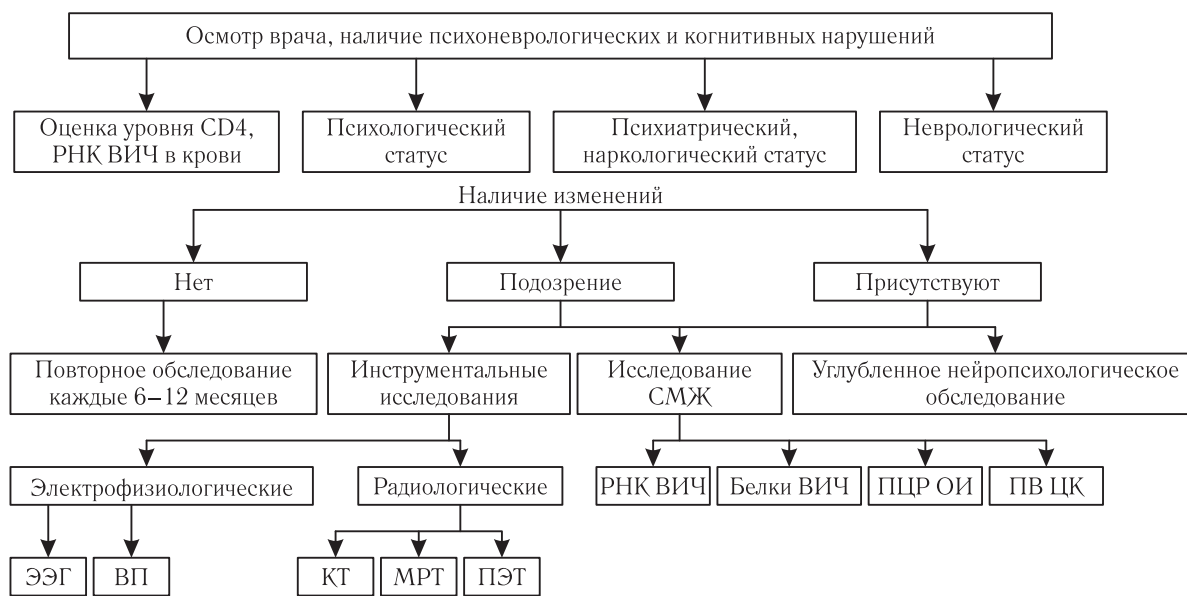 Осмотр врача, наличие психоневрологических и когнитивных нарушений
Оценка уровня CD4,
РНК ВИЧ в крови
Психологический
статус
Психиатрический,
наркологический статус
Неврологический
статус
Наличие изменений
Нет
Подозрение
Присутствуют
Повторное обследование
каждые 6–12 месяцев
Инструментальные
исследования
Исследование
СМЖ
Углубленное нейропсихологическое
обследование
Электрофизиологические
Радиологические
РНК ВИЧ
Белки ВИЧ
ПЦР ОИ
ПВ ЦК
ЭЭГ
ВП
КТ
МРТ
ПЭТ